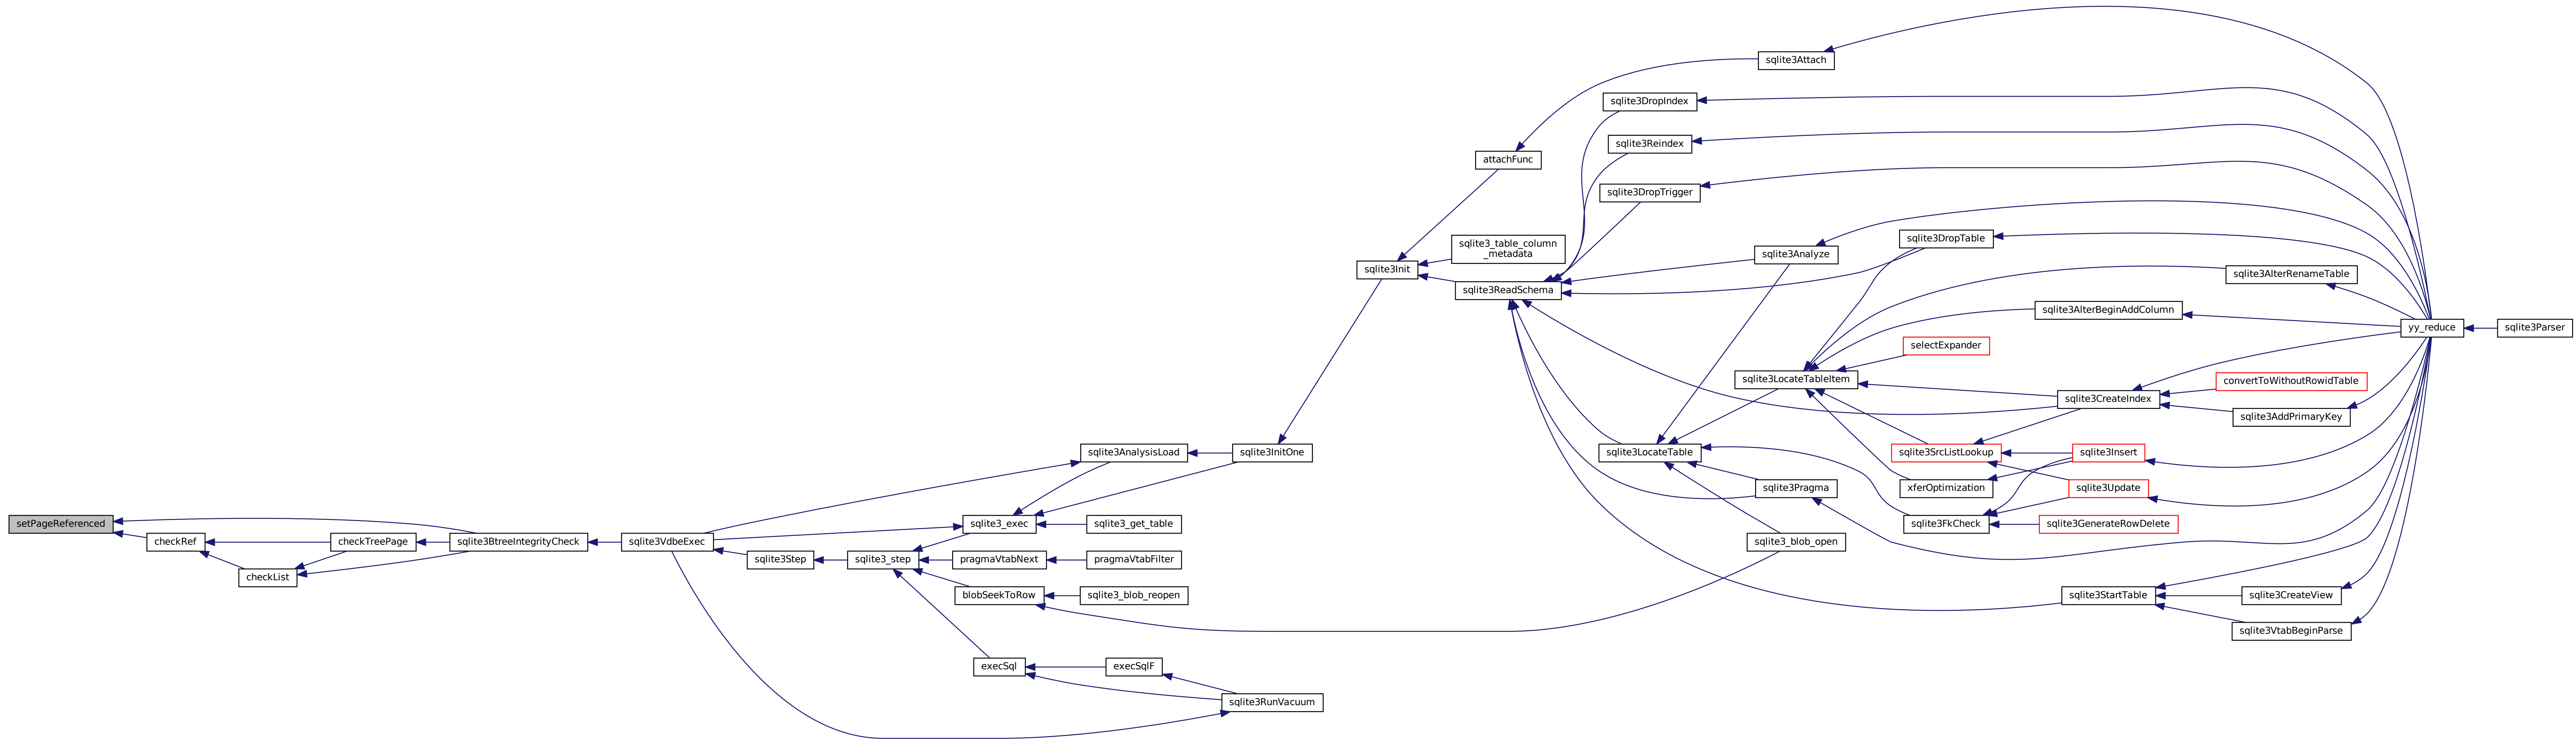 setPageReferenced
checkRef
checkList
checkTreePage
sqlite3BtreeIntegrityCheck
sqlite3VdbeExec
sqlite3Step
sqlite3_step
sqlite3_exec
pragmaVtabNext
blobSeekToRow
execSql
sqlite3AnalysisLoad
sqlite3_get_table
pragmaVtabFilter
sqlite3_blob_reopen
execSqlF
sqlite3InitOne
sqlite3RunVacuum
sqlite3Init
attachFunc
sqlite3_table_column
_metadata
sqlite3ReadSchema
sqlite3Attach
sqlite3DropIndex
sqlite3Reindex
sqlite3DropTrigger
sqlite3Analyze
sqlite3LocateTableItem
sqlite3LocateTable
sqlite3Pragma
sqlite3_blob_open
sqlite3DropTable
selectExpander
sqlite3SrcListLookup
xferOptimization
sqlite3FkCheck
sqlite3AlterBeginAddColumn
sqlite3CreateIndex
sqlite3Insert
sqlite3Update
sqlite3GenerateRowDelete
sqlite3StartTable
sqlite3AlterRenameTable
convertToWithoutRowidTable
sqlite3AddPrimaryKey
sqlite3CreateView
sqlite3VtabBeginParse
yy_reduce
sqlite3Parser